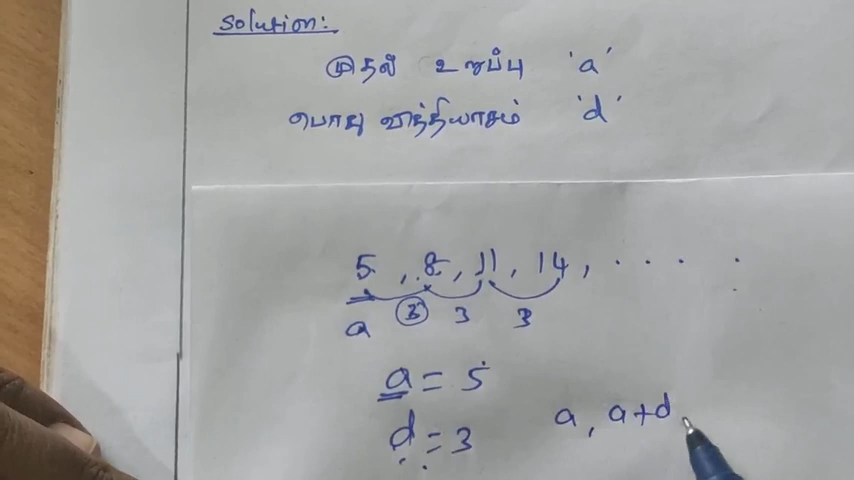 Solution:
முதல் உறுப்பு 'a'
பொது வித்தியாசம் 'd'
5, 8, 11, 14, . . . .
a 3 3 3
a = 5
d = 3 a, a+d